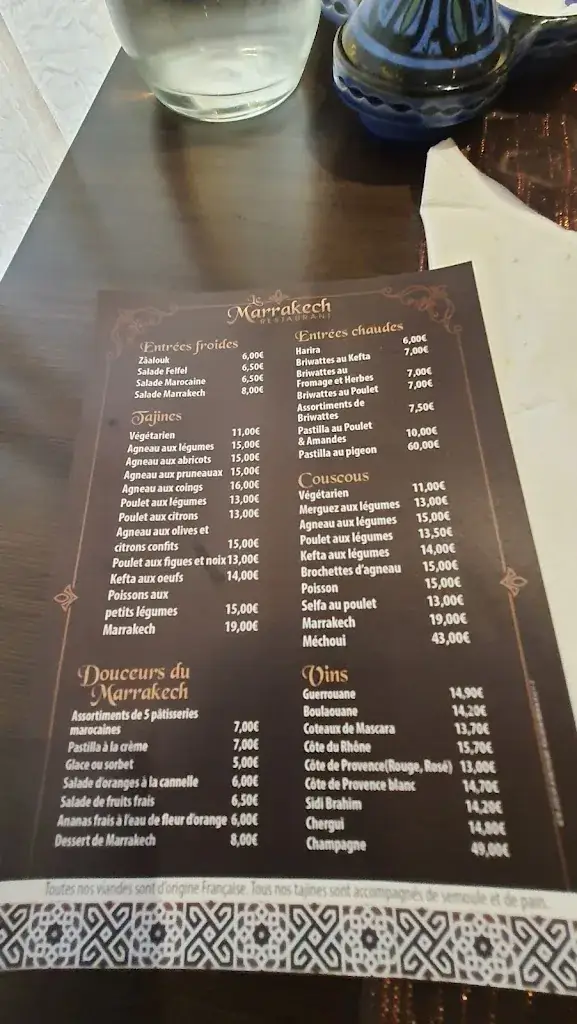 Le
Marrakech
RESTAURANT
Entrées froides
Zâalouk 6,00€
Salade Felfel 6,50€
Salade Marocaine 6,50€
Salade Marrakech 8,00€
Tajines
Végétarien 11,00€
Agneau aux légumes 15,00€
Agneau aux abricots 15,00€
Agneau aux pruneauax 15,00€
Agneau aux coings 16,00€
Poulet aux légumes 13,00€
Poulet aux citrons 13,00€
Agneau aux olives et
citrons confits 15,00€
Poulet aux figues et noix 13,00€
Kefta aux oeufs 14,00€
Poissons aux
petits légumes 15,00€
Marrakech 19,00€
Douceurs du
Marrakech
Assortiments de 5 pâtisseries
marocaines 7,00€
Pastilla à la crème 7,00€
Glace ou sorbet 5,00€
Salade d'oranges à la cannelle 6,00€
Salade de fruits frais 6,50€
Ananas frais à l'eau de fleur d'orange 6,00€
Dessert de Marrakech 8,00€
Entrées chaudes
Harira 6,00€
Briwattes au Kefta 7,00€
Briwattes au
Fromage et Herbes 7,00€
Briwattes au Poulet 7,00€
Assortiments de
Briwattes 7,50€
Pastilla au Poulet
& Amandes 10,00€
Pastilla au pigeon 60,00€
Couscous
Végétarien 11,00€
Merguez aux légumes 13,00€
Agneau aux légumes 15,00€
Poulet aux légumes 13,50€
Kefta aux légumes 14,00€
Brochettes d'agneau 15,00€
Poisson 15,00€
Selfa au poulet 13,00€
Marrakech 19,00€
Méchoui 43,00€
Vins
Guerrouane 14,90€
Boulaouane 14,20€
Coteaux de Mascara 13,70€
Côte du Rhône 15,70€
Côte de Provence(Rouge, Rosé) 13,00€
Côte de Provence blanc 14,70€
Sidi Brahim 14,20€
Chergui 14,80€
Champagne 49,00€
Toutes nos viandes sont d'origine Française. Tous nos tajines sont accompagnés de semoule et de pain.